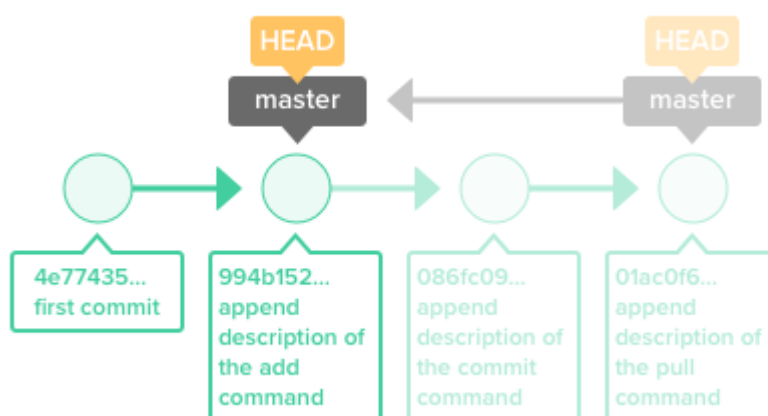 HEAD
HEAD
master
master
4e77435...
first commit
994b152...
append
description of
the add
command
086fc09...
append
description of
the commit
command
01ac0f6...
append
description of
the pull
command